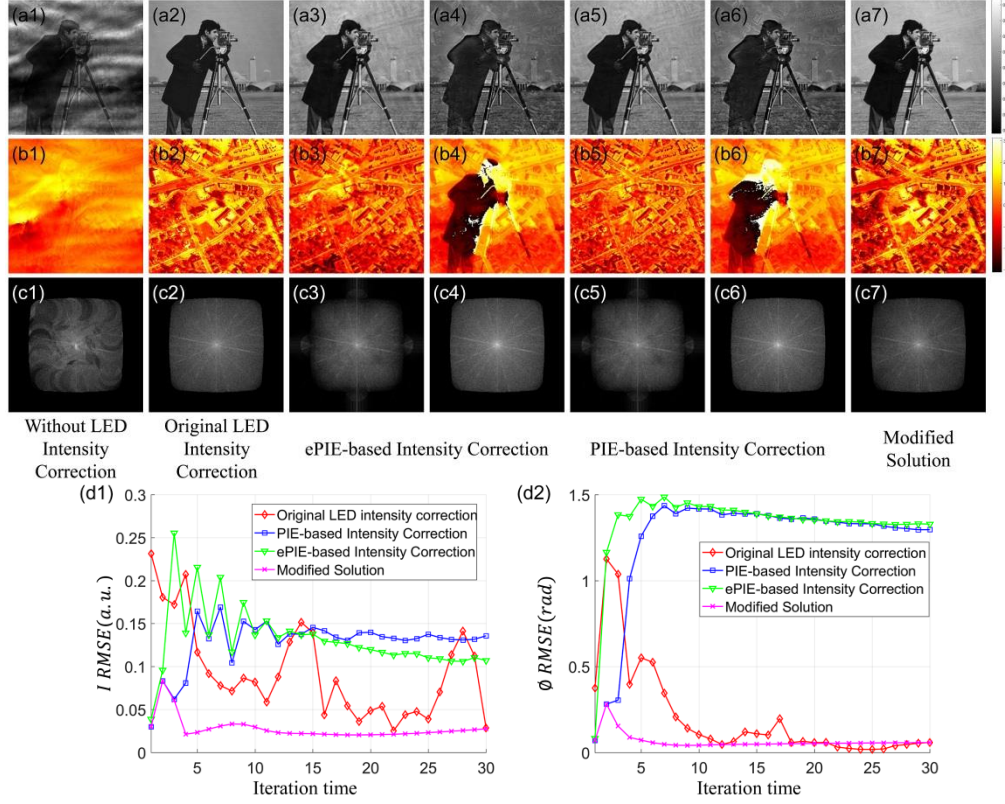 (a1) (a2) (a3) (a4) (a5) (a6) (a7)
(b1) (b2) (b3) (b4) (b5) (b6) (b7)
(c1) (c2) (c3) (c4) (c5) (c6) (c7)
Without LED
Intensity
Correction
Original LED
Intensity
Correction
ePIE-based Intensity Correction
PIE-based Intensity Correction
Modified
Solution
(d1)
I RMSE(a. u.)
0.3
0.25
0.2
0.15
0.1
0.05
0
Original LED intensity correction
PIE-based Intensity Correction
ePIE-based Intensity Correction
Modified Solution
5 10 15 20 25 30
Iteration time
(d2)
Ø RMSE(rad)
1.5
1
0.5
0
Original LED intensity correction
PIE-based Intensity Correction
ePIE-based Intensity Correction
Modified Solution
5 10 15 20 25 30
Iteration time